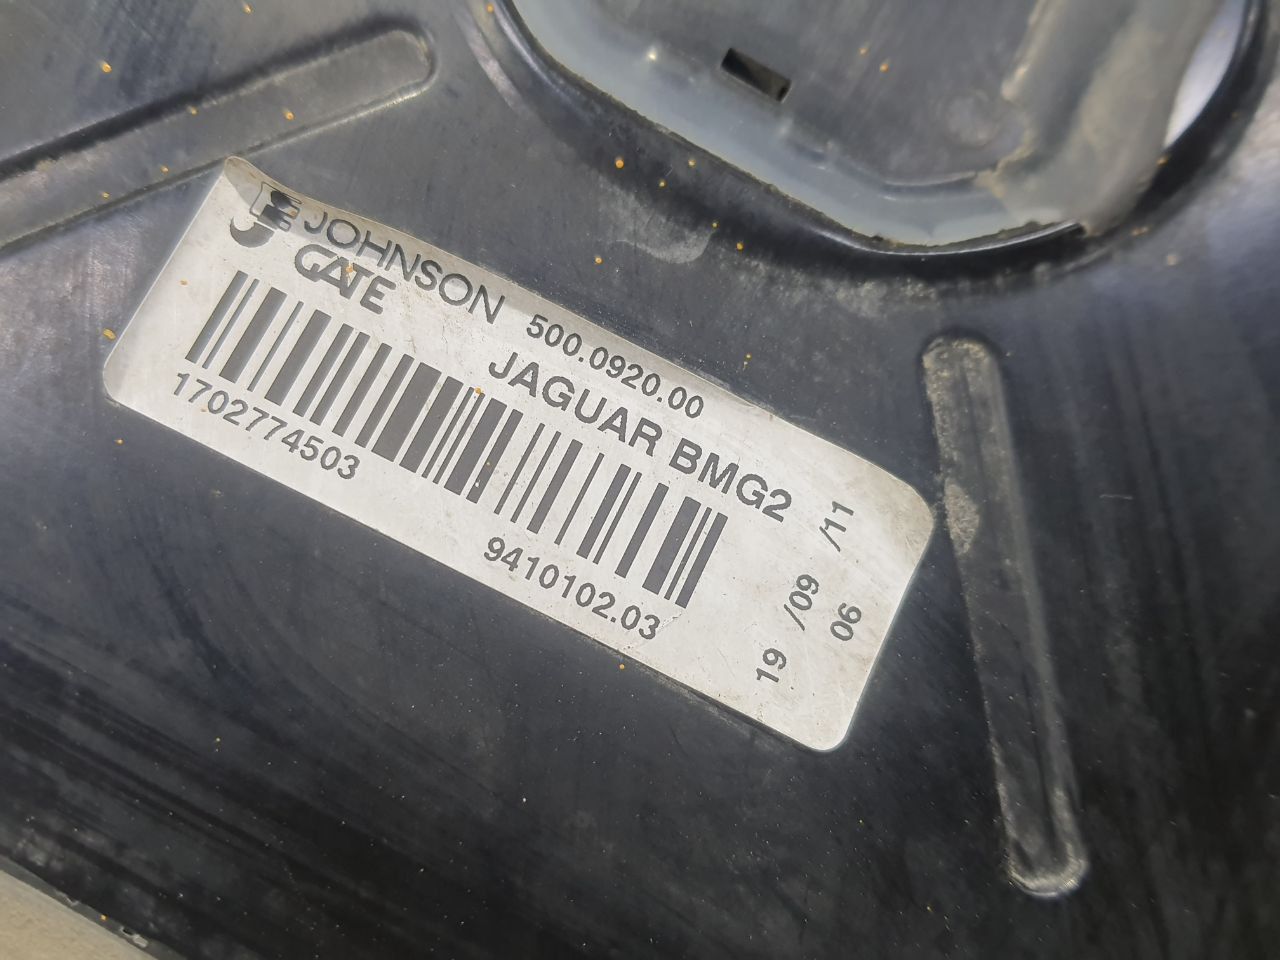 JOHNSON
GATE
500.0920.00
JAGUAR BMG2
1702774503
9410102.03
19 /09 /11
06